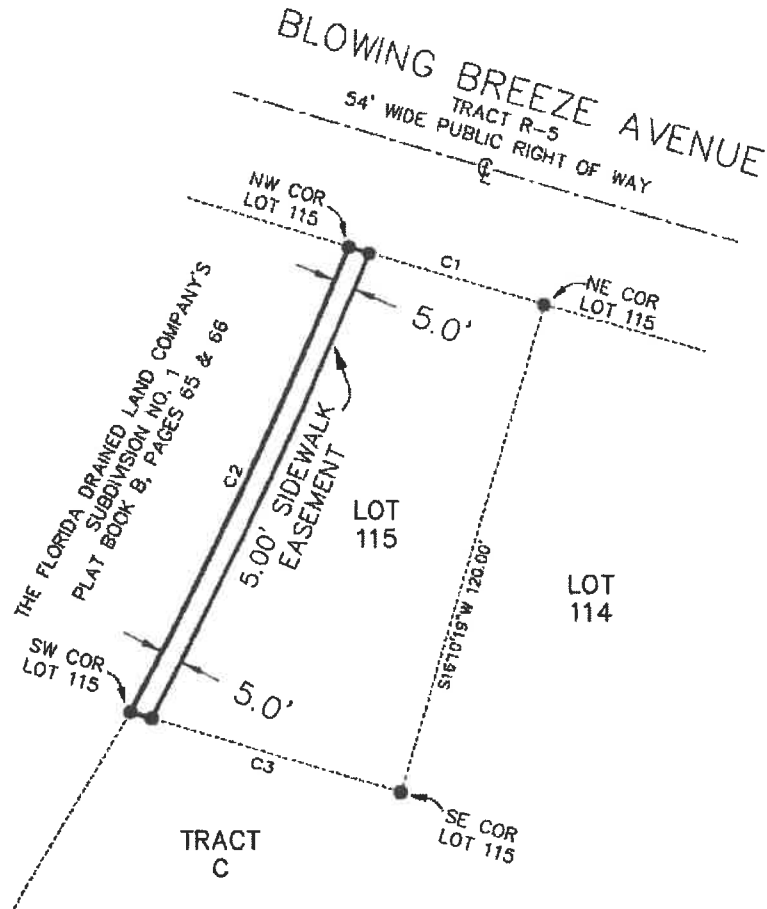 BLOWING BREEZE AVENUE
TRACT R-5
54' WIDE PUBLIC RIGHT OF WAY
℄
NW COR
LOT 115
C1
NE COR
LOT 115
5.0'
THE FLORIDA DRAINED LAND COMPANY'S
SUBDIVISION NO. 1
PLAT BOOK B, PAGES 65 & 66
C2
5.00' SIDEWALK
EASEMENT
LOT
115
S16°10'19"W 120.00'
LOT
114
SW COR
LOT 115
5.0'
C3
SE COR
LOT 115
TRACT
C